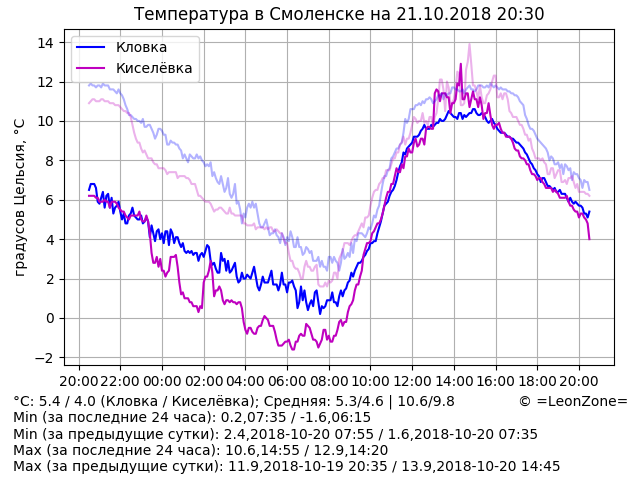 Температура в Смоленске на 21.10.2018 20:30
Кловка
Киселёвка
градусов Цельсия, °C
14
12
10
8
6
4
2
0
−2
20:00 22:00 00:00 02:00 04:00 06:00 08:00 10:00 12:00 14:00 16:00 18:00 20:00
°C: 5.4 / 4.0 (Кловка / Киселёвка); Средняя: 5.3/4.6 | 10.6/9.8 © =LeonZone=
Min (за последние 24 часа): 0.2,07:35 / -1.6,06:15
Min (за предыдущие сутки): 2.4,2018-10-20 07:55 / 1.6,2018-10-20 07:35
Max (за последние 24 часа): 10.6,14:55 / 12.9,14:20
Max (за предыдущие сутки): 11.9,2018-10-19 20:35 / 13.9,2018-10-20 14:45